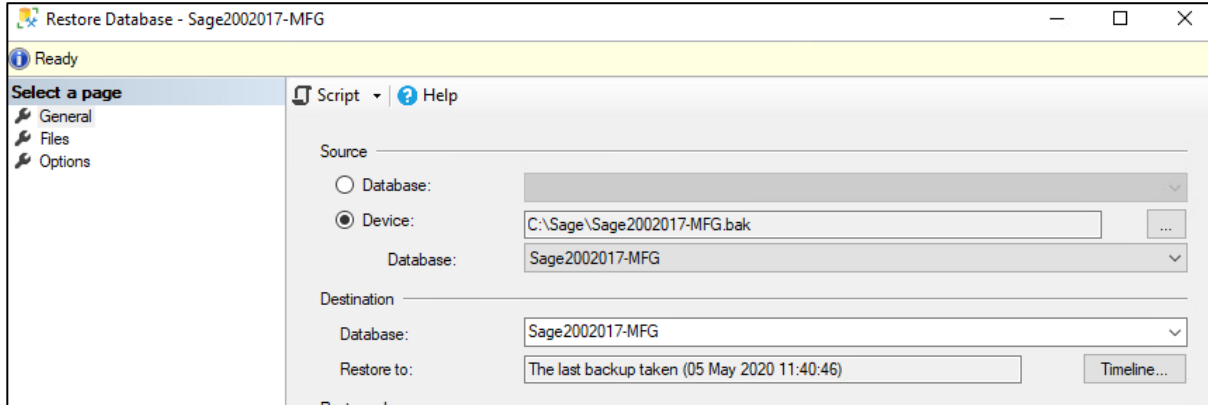 Restore Database - Sage2002017-MFG
Ready
Select a page
General
Files
Options
Script Help
Source
Database:
Device: C:\Sage\Sage2002017-MFG.bak ...
Database: Sage2002017-MFG
Destination
Database: Sage2002017-MFG
Restore to: The last backup taken (05 May 2020 11:40:46) Timeline...